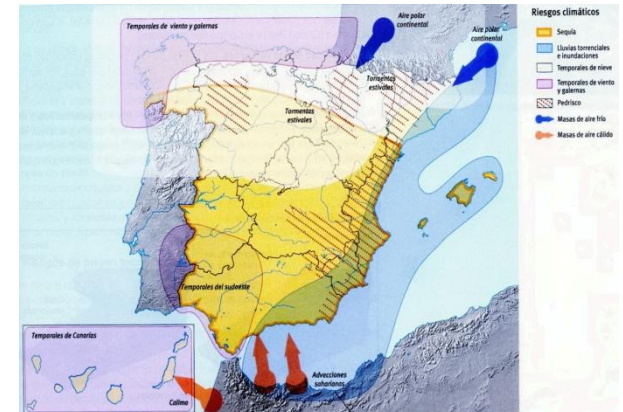 Temporales de viento y galernas
Aire polar
continental
Aire polar
continental
Tormentas
estivales
Tormentas
estivales
Temporales del sudoeste
Temporales de Canarias
Calima
Advecciones
saharianas
Riesgos climáticos
Sequía
Lluvias torrenciales
e inundaciones
Temporales de nieve
Temporales de viento
y galernas
Pedrisco
Masas de aire frío
Masas de aire cálido